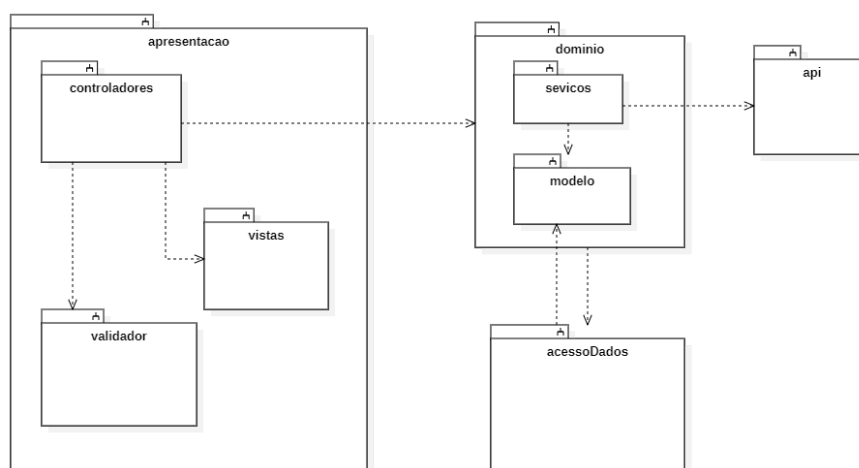 apresentacao
controladores
vistas
validador
dominio
sevicos
modelo
acessoDados
api